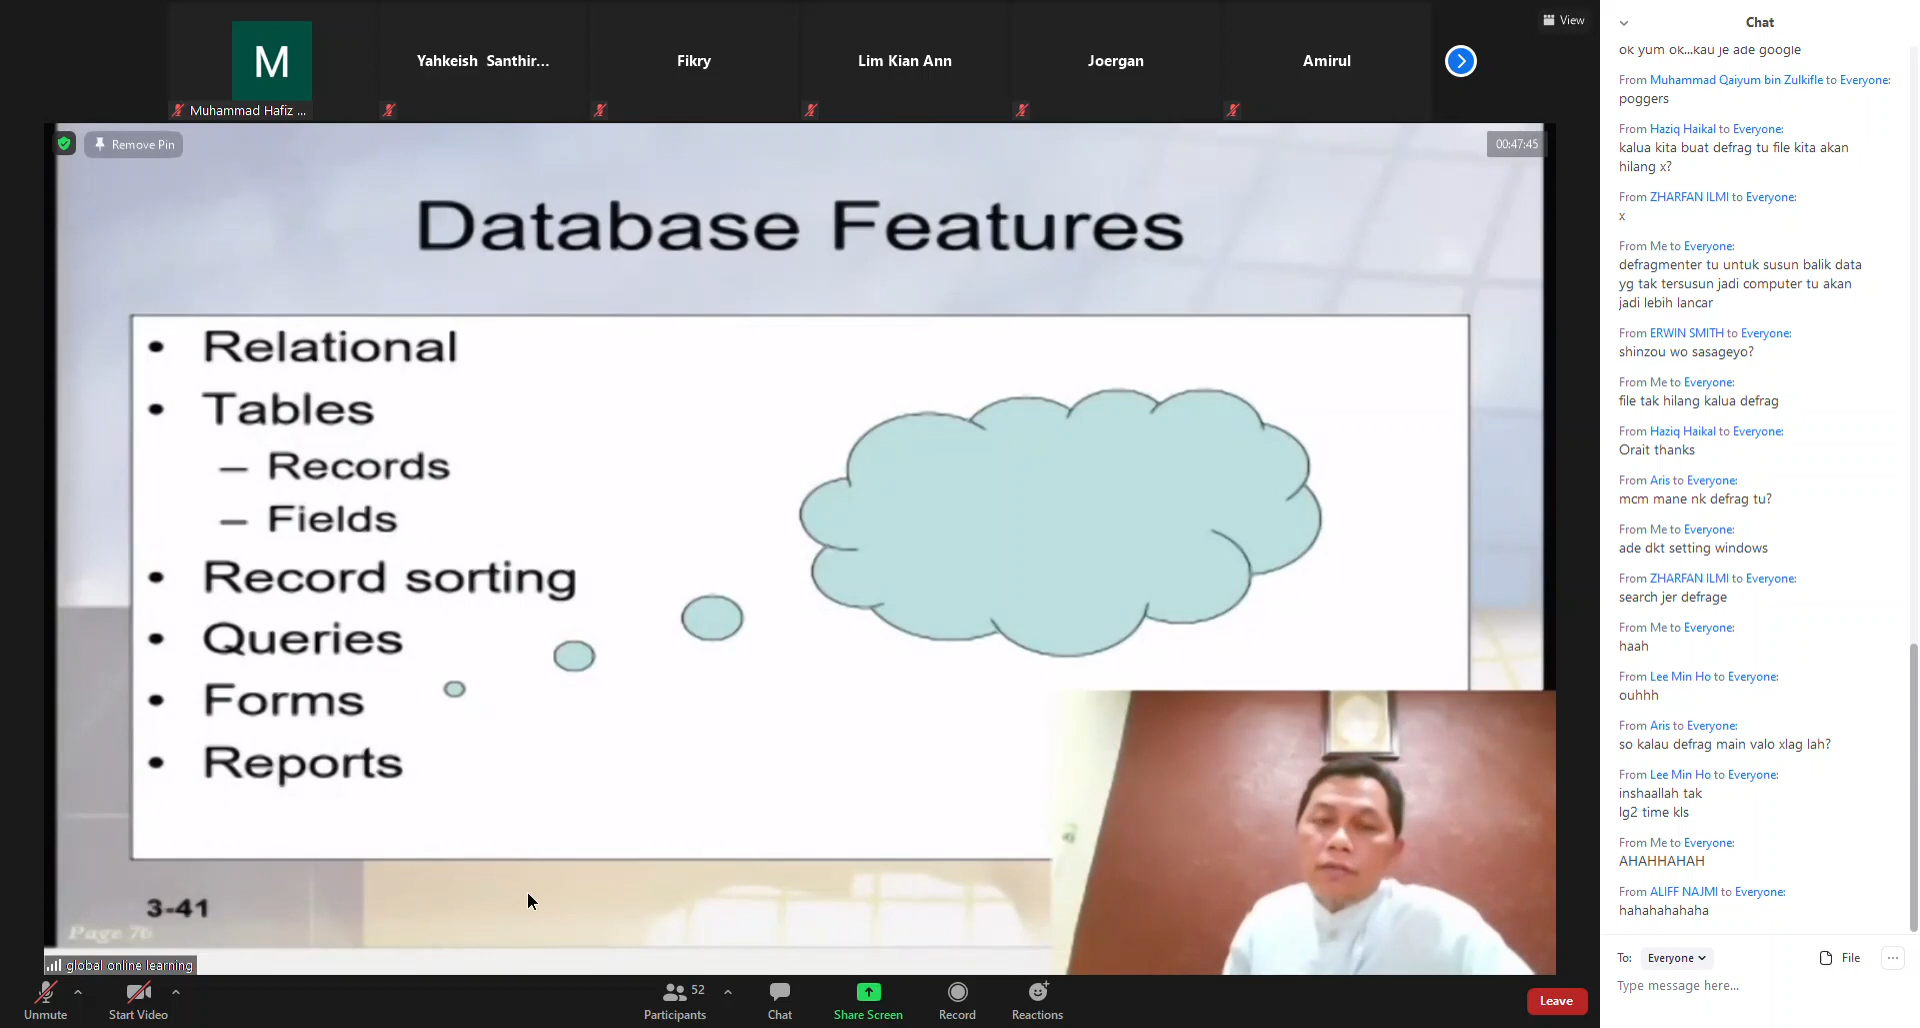 View
M
Muhammad Hafiz ...
Yahkeish Santhir...
Fikry
Lim Kian Ann
Joergan
Amirul
Remove Pin
00:47:45
Database Features
• Relational
• Tables
– Records
– Fields
• Record sorting
• Queries
• Forms
• Reports
3-41
Page 76
global online learning
Unmute
Start Video
52
Participants
Chat
Share Screen
Record
Reactions
Leave
Chat
ok yum ok...kau je ade google
From Muhammad Qaiyum bin Zulkifle to Everyone:
poggers
From Haziq Haikal to Everyone:
kalua kita buat defrag tu file kita akan
hilang x?
From ZHARFAN ILMI to Everyone:
x
From Me to Everyone:
defragmenter tu untuk susun balik data
yg tak tersusun jadi computer tu akan
jadi lebih lancar
From ERWIN SMITH to Everyone:
shinzou wo sasageyo?
From Me to Everyone:
file tak hilang kalua defrag
From Haziq Haikal to Everyone:
Orait thanks
From Aris to Everyone:
mcm mane nk defrag tu?
From Me to Everyone:
ade dkt setting windows
From ZHARFAN ILMI to Everyone:
search jer defrage
From Me to Everyone:
haah
From Lee Min Ho to Everyone:
ouhhh
From Aris to Everyone:
so kalau defrag main valo xlag lah?
From Lee Min Ho to Everyone:
inshaallah tak
lg2 time kls
From Me to Everyone:
AHAHHAHAH
From ALIFF NAJMI to Everyone:
hahahahahaha
To: Everyone
File
...
Type message here...